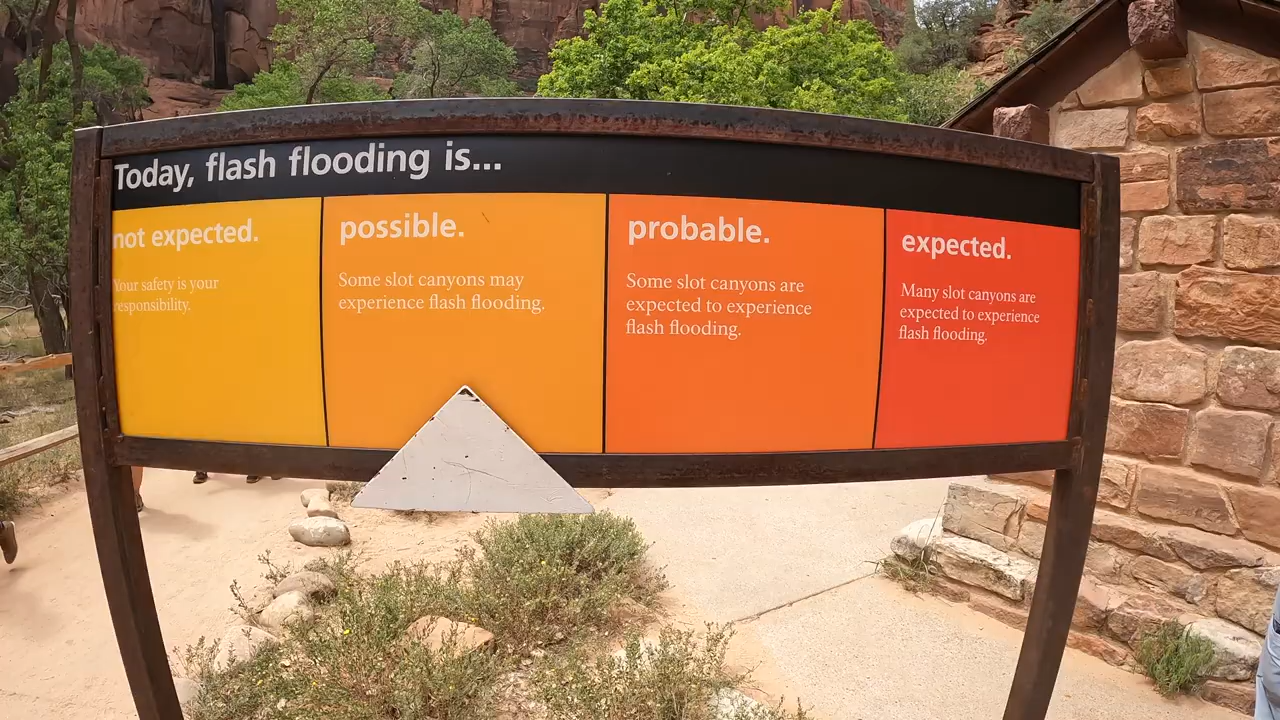 Today, flash flooding is...
not expected.
Your safety is your
responsibility.
possible.
Some slot canyons may
experience flash flooding.
probable.
Some slot canyons are
expected to experience
flash flooding.
expected.
Many slot canyons are
expected to experience
flash flooding.